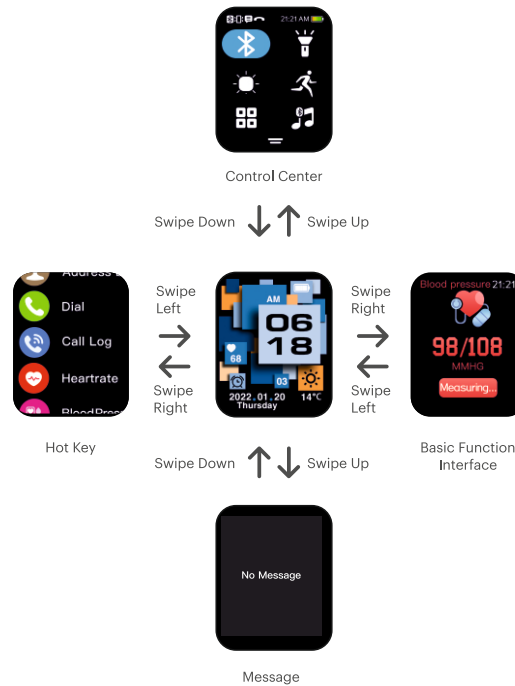 21:21 AM
Control Center
Swipe Down
Swipe Up
Dial
Call Log
Heartrate
Hot Key
Swipe
Left
Swipe
Right
AM
06
18
68
03
2022.01.20
14°C
Thursday
Swipe
Right
Swipe
Left
Blood pressure 21:21
98/108
MMHG
Measuring...
Basic Function
Interface
Swipe Down
Swipe Up
No Message
Message